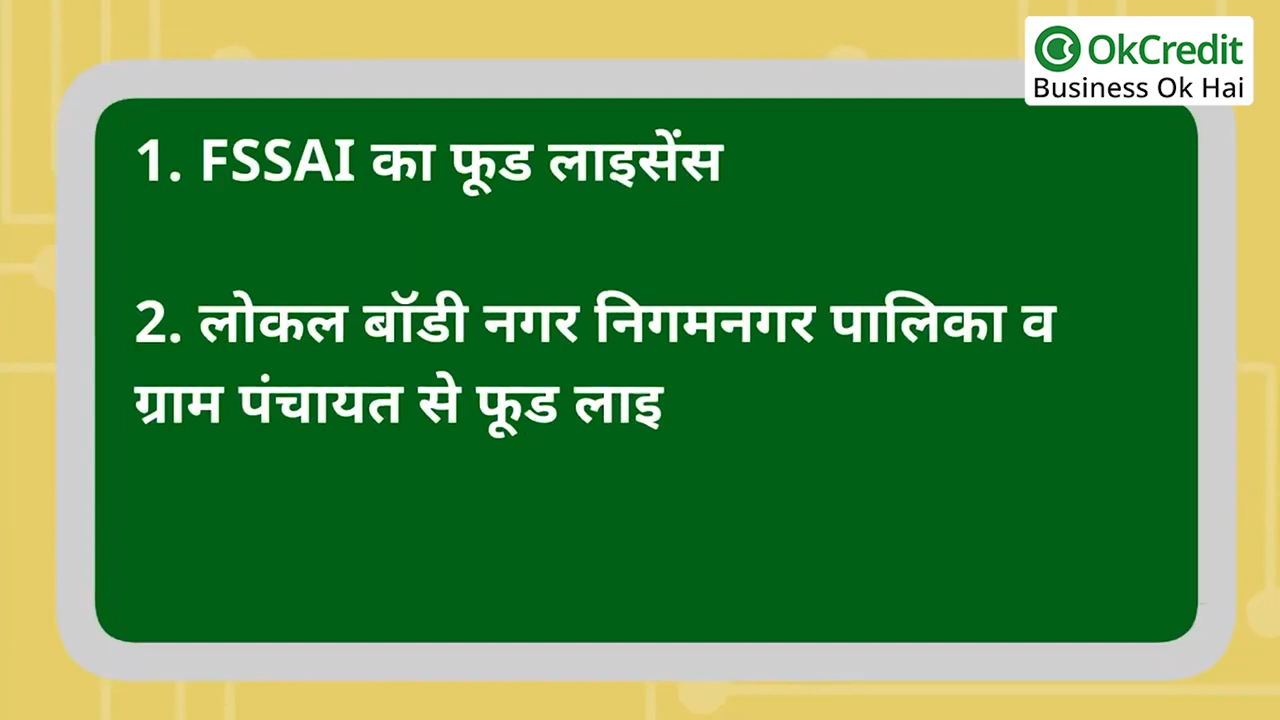 OkCredit
Business Ok Hai
1. FSSAI का फूड लाइसेंस
2. लोकल बॉडी नगर निगमनगर पालिका व
ग्राम पंचायत से फूड लाइ